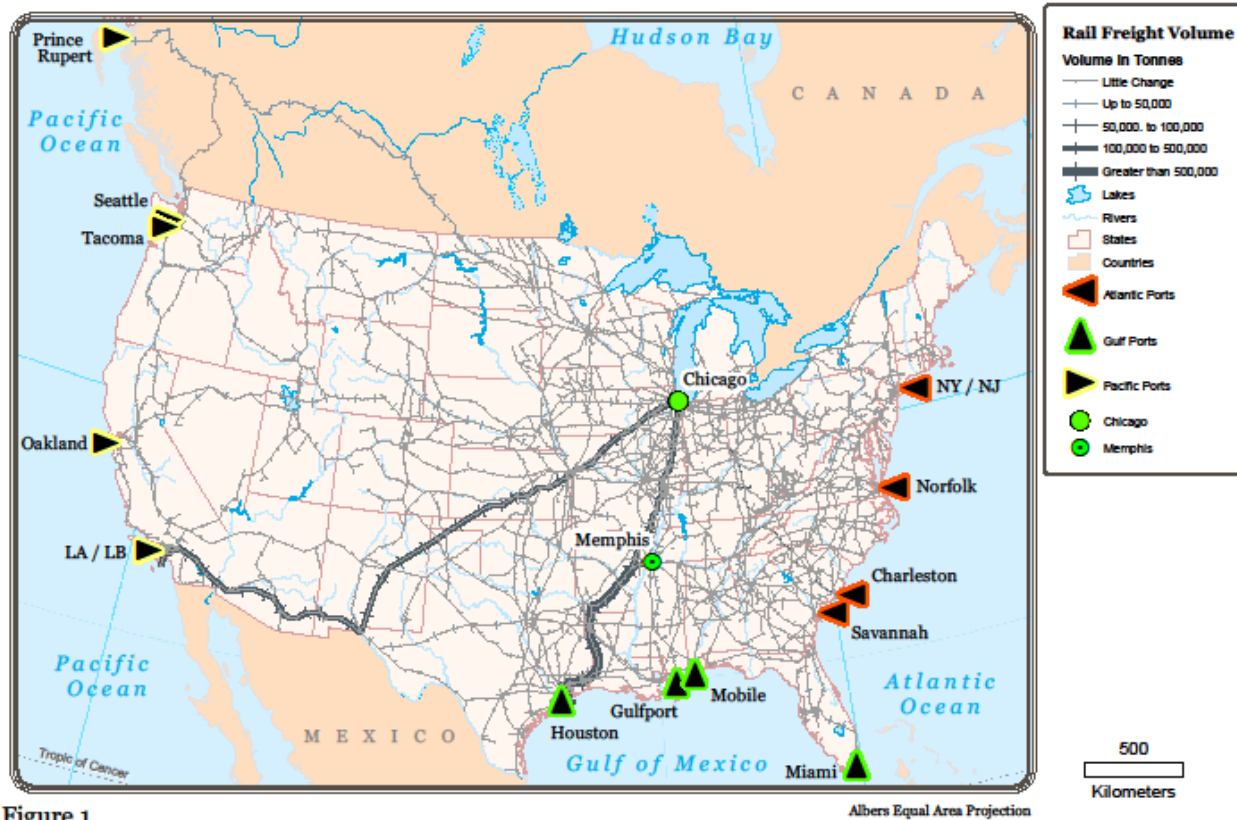 Prince
Rupert
Hudson Bay
CANADA
Pacific
Ocean
Seattle
Tacoma
Chicago
NY / NJ
Oakland
Norfolk
LA / LB
Memphis
Charleston
Savannah
Pacific
Ocean
Atlantic
Ocean
Mobile
Gulfport
Houston
MEXICO
Gulf of Mexico
Miami
Tropic of Cancer
Figure 1
Albers Equal Area Projection
Rail Freight Volume
Volume In Tonnes
Little Change
Up to 50,000
50,000. to 100,000
100,000 to 500,000
Greater than 500,000
Lakes
Rivers
States
Countries
Atlantic Ports
Gulf Ports
Pacific Ports
Chicago
Memphis
500
Kilometers